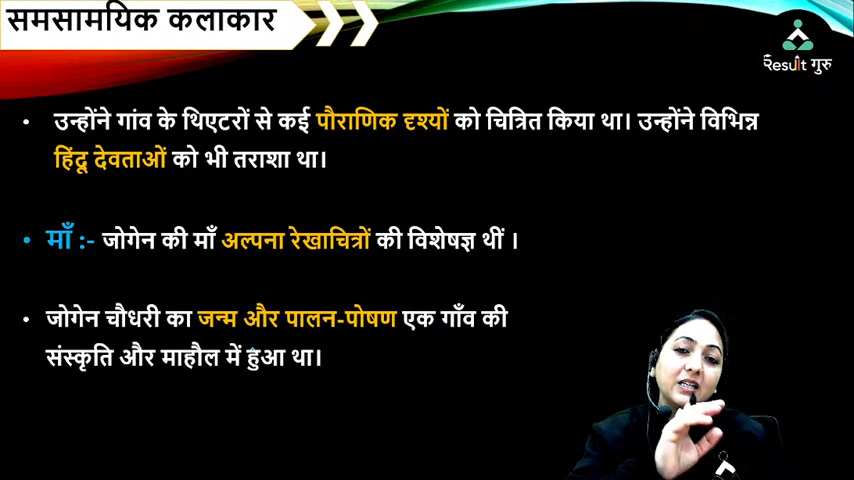 समसामयिक कलाकार
Result गुरु
• उन्होंने गांव के थिएटरों से कई पौराणिक दृश्यों को चित्रित किया था। उन्होंने विभिन्न
हिंदू देवताओं को भी तराशा था।
• माँ :- जोगेन की माँ अल्पना रेखाचित्रों की विशेषज्ञ थीं ।
• जोगेन चौधरी का जन्म और पालन-पोषण एक गाँव की
संस्कृति और माहौल में हुआ था।